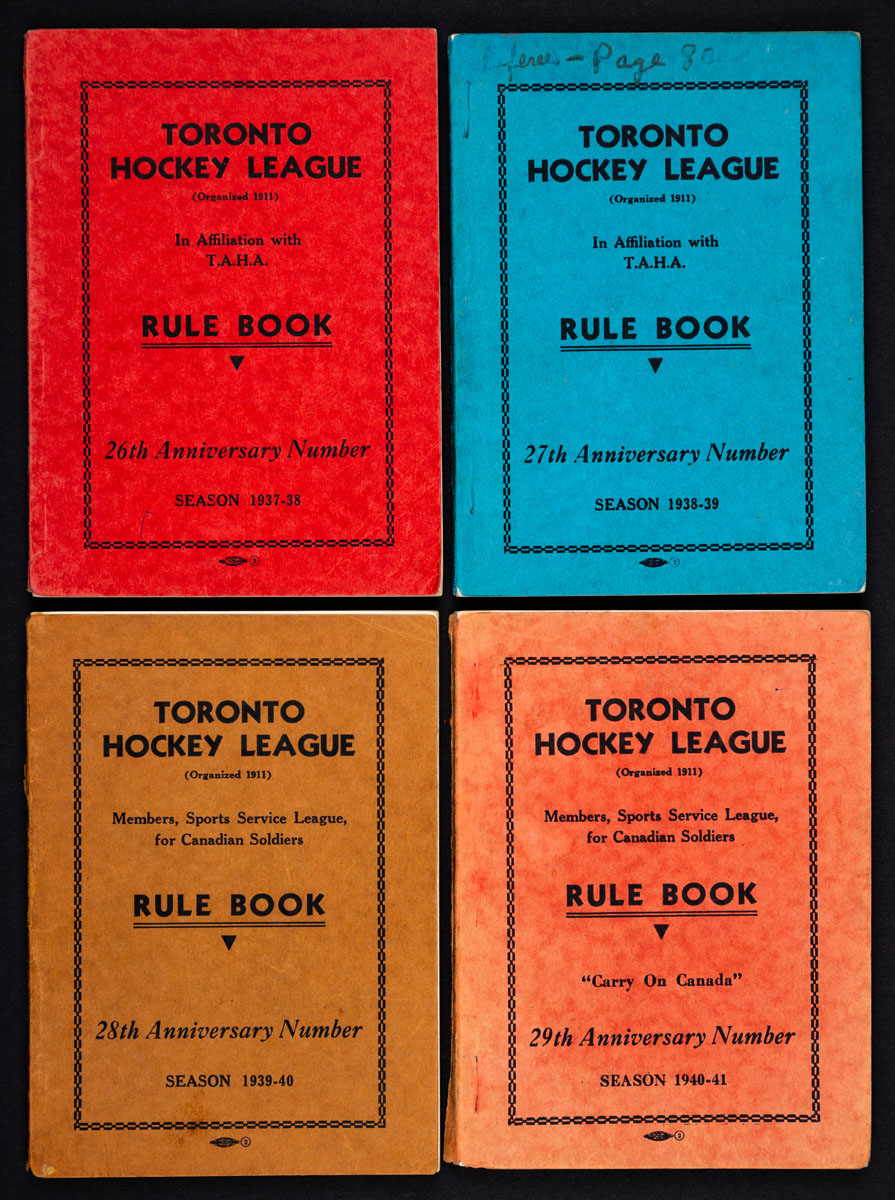 TORONTO
HOCKEY LEAGUE
(Organized 1911)
In Affiliation with
T.A.H.A.
RULE BOOK
26th Anniversary Number
SEASON 1937-38
Referees - Page 80
TORONTO
HOCKEY LEAGUE
(Organized 1911)
In Affiliation with
T.A.H.A.
RULE BOOK
27th Anniversary Number
SEASON 1938-39
TORONTO
HOCKEY LEAGUE
(Organized 1911)
Members, Sports Service League,
for Canadian Soldiers
RULE BOOK
28th Anniversary Number
SEASON 1939-40
TORONTO
HOCKEY LEAGUE
(Organized 1911)
Members, Sports Service League,
for Canadian Soldiers
RULE BOOK
"Carry On Canada"
29th Anniversary Number
SEASON 1940-41